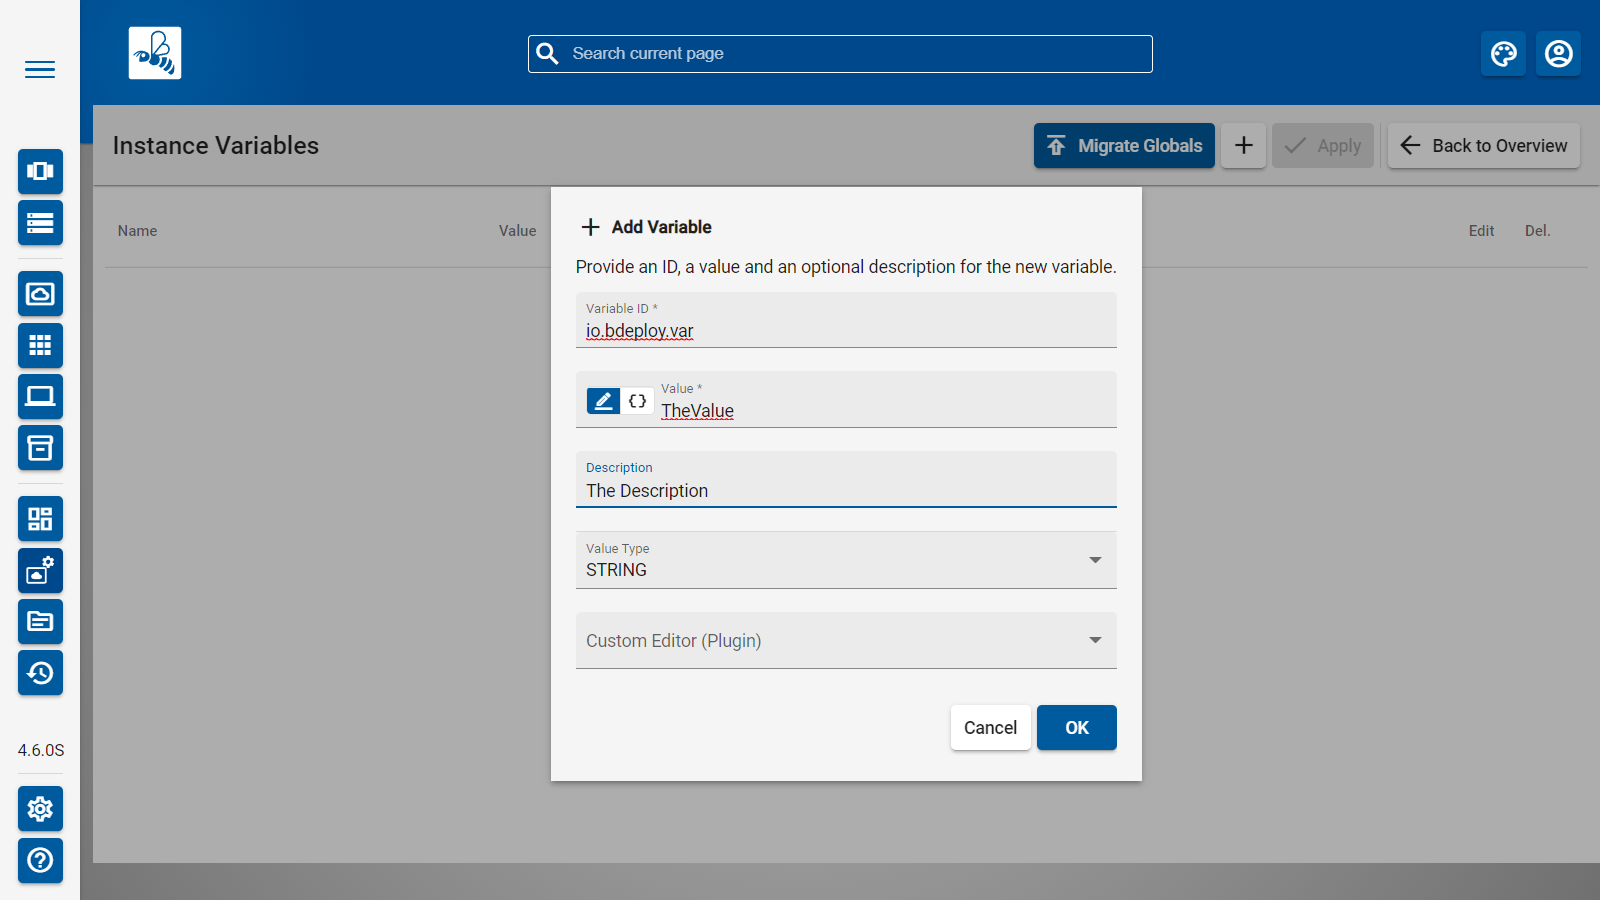 Search current page
Instance Variables
Migrate Globals
Apply
Back to Overview
Name
Value
Edit
Del.
Add Variable
Provide an ID, a value and an optional description for the new variable.
Variable ID *
io.bdeploy.var
Value *
TheValue
Description
The Description
Value Type
STRING
Custom Editor (Plugin)
Cancel
OK
4.6.0S